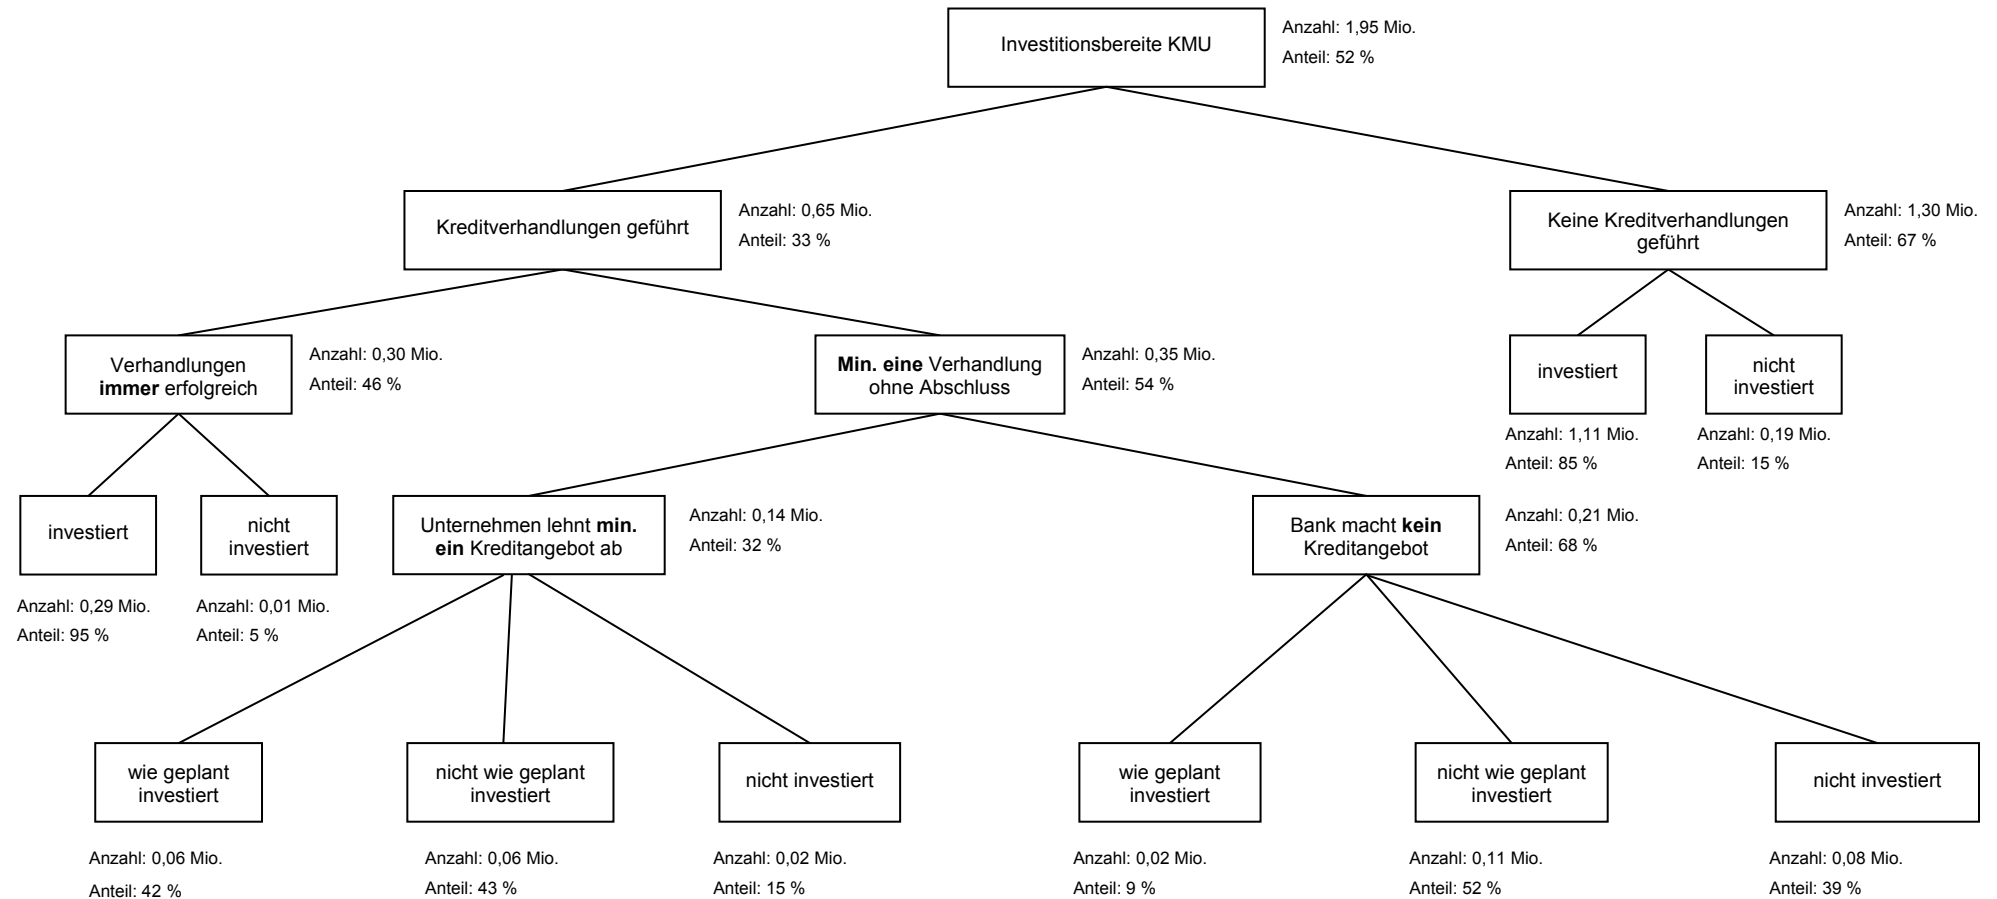 Investitionsbereite KMU
Anzahl: 1,95 Mio.
Anteil: 52 %
Kreditverhandlungen geführt
Anzahl: 0,65 Mio.
Anteil: 33 %
Keine Kreditverhandlungen
geführt
Anzahl: 1,30 Mio.
Anteil: 67 %
Verhandlungen
immer erfolgreich
Anzahl: 0,30 Mio.
Anteil: 46 %
Min. eine Verhandlung
ohne Abschluss
Anzahl: 0,35 Mio.
Anteil: 54 %
investiert
Anzahl: 1,11 Mio.
Anteil: 85 %
nicht
investiert
Anzahl: 0,19 Mio.
Anteil: 15 %
investiert
Anzahl: 0,29 Mio.
Anteil: 95 %
nicht
investiert
Anzahl: 0,01 Mio.
Anteil: 5 %
Unternehmen lehnt min.
ein Kreditangebot ab
Anzahl: 0,14 Mio.
Anteil: 32 %
Bank macht kein
Kreditangebot
Anzahl: 0,21 Mio.
Anteil: 68 %
wie geplant
investiert
Anzahl: 0,06 Mio.
Anteil: 42 %
nicht wie geplant
investiert
Anzahl: 0,06 Mio.
Anteil: 43 %
nicht investiert
Anzahl: 0,02 Mio.
Anteil: 15 %
wie geplant
investiert
Anzahl: 0,02 Mio.
Anteil: 9 %
nicht wie geplant
investiert
Anzahl: 0,11 Mio.
Anteil: 52 %
nicht investiert
Anzahl: 0,08 Mio.
Anteil: 39 %